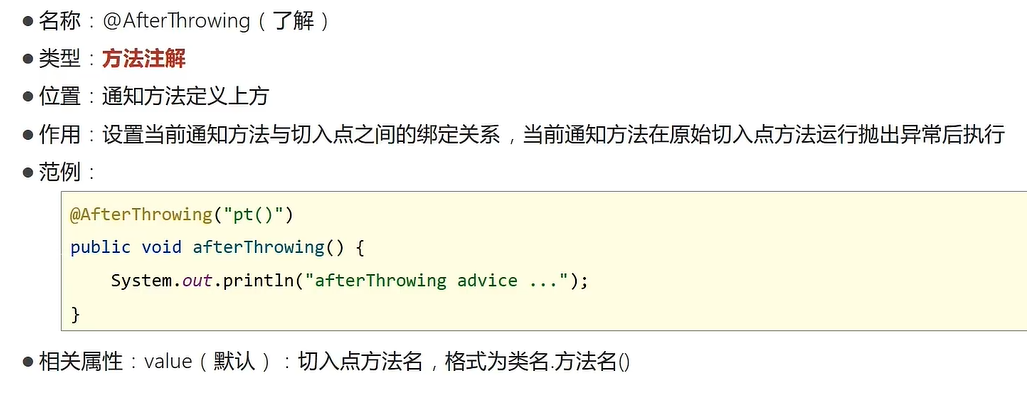 ● 名称：@AfterThrowing（了解）
● 类型：方法注解
● 位置：通知方法定义上方
● 作用：设置当前通知方法与切入点之间的绑定关系，当前通知方法在原始切入点方法运行抛出异常后执行
● 范例：
@AfterThrowing("pt()")
public void afterThrowing() {
    System.out.println("afterThrowing advice ...");
}
● 相关属性：value（默认）：切入点方法名，格式为类名.方法名()